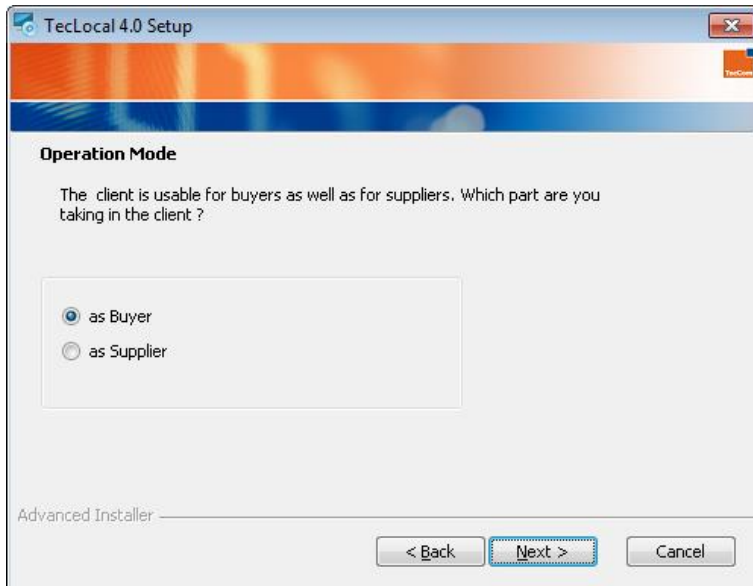 TecLocal 4.0 Setup
TecCom
Operation Mode
The  client is usable for buyers as well as for suppliers. Which part are you
taking in the client ?
as Buyer
as Supplier
Advanced Installer
< Back
Next >
Cancel